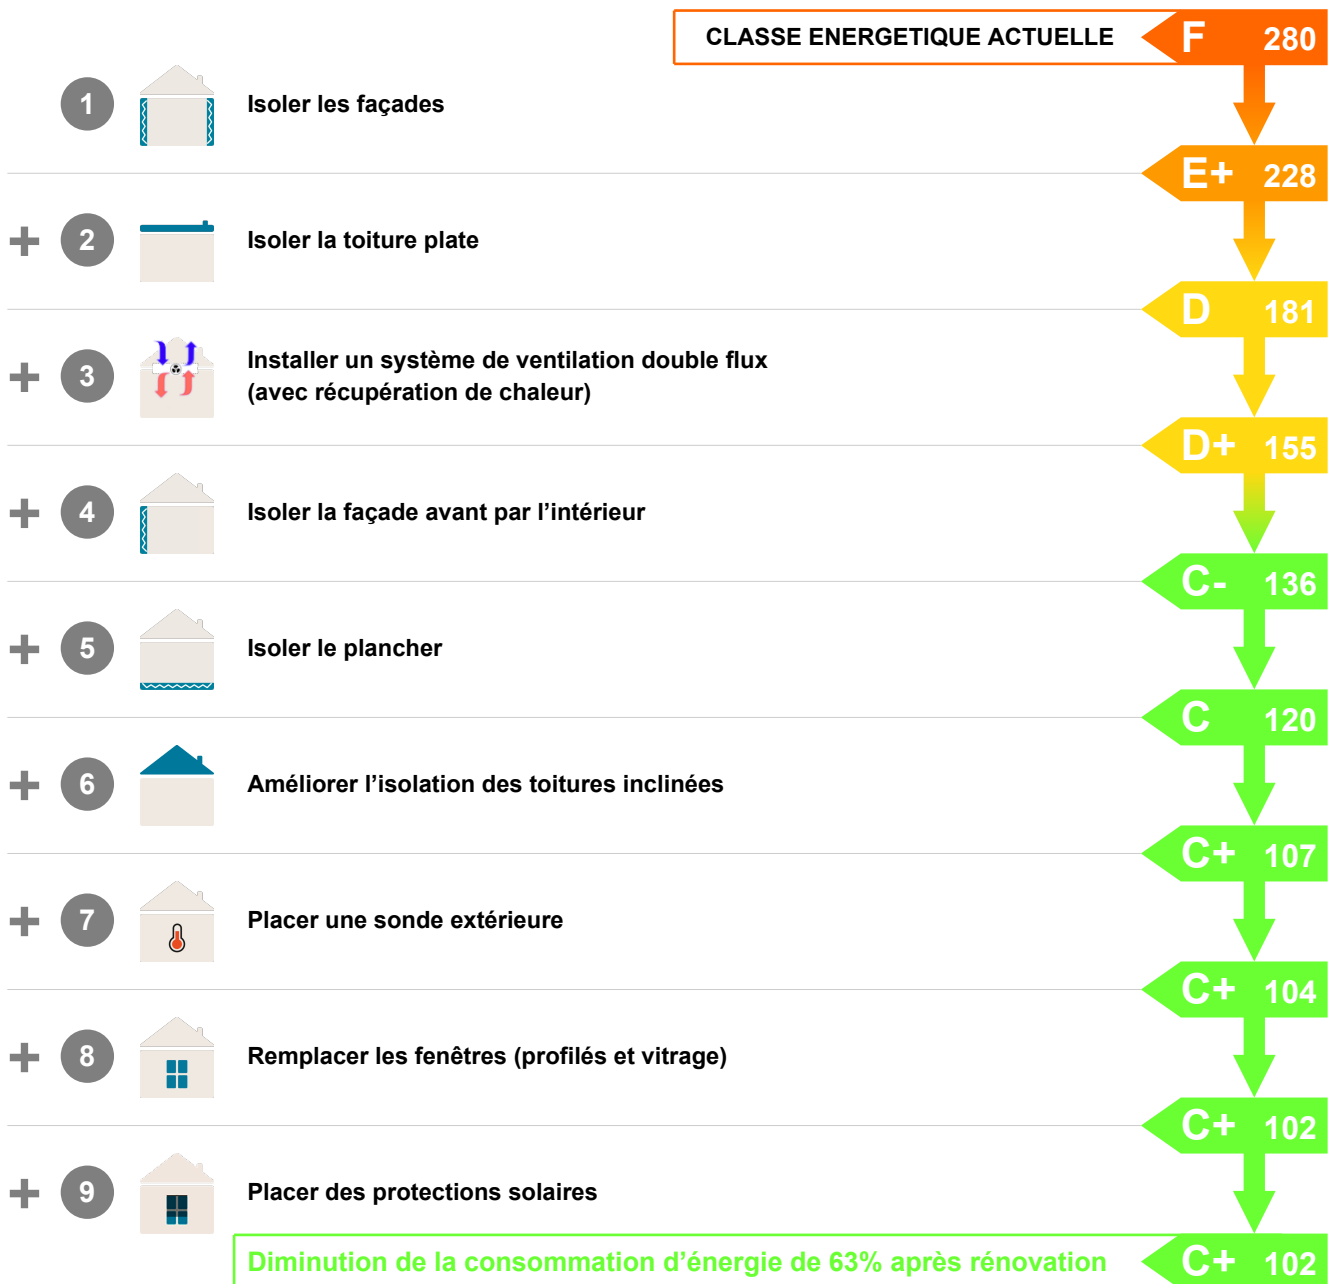 CLASSE ENERGETIQUE ACTUELLE F 280
1 Isoler les façades
E+ 228
+ 2 Isoler la toiture plate
D 181
+ 3 Installer un système de ventilation double flux
(avec récupération de chaleur)
D+ 155
+ 4 Isoler la façade avant par l’intérieur
C- 136
+ 5 Isoler le plancher
C 120
+ 6 Améliorer l’isolation des toitures inclinées
C+ 107
+ 7 Placer une sonde extérieure
C+ 104
+ 8 Remplacer les fenêtres (profilés et vitrage)
C+ 102
+ 9 Placer des protections solaires
Diminution de la consommation d’énergie de 63% après rénovation C+ 102